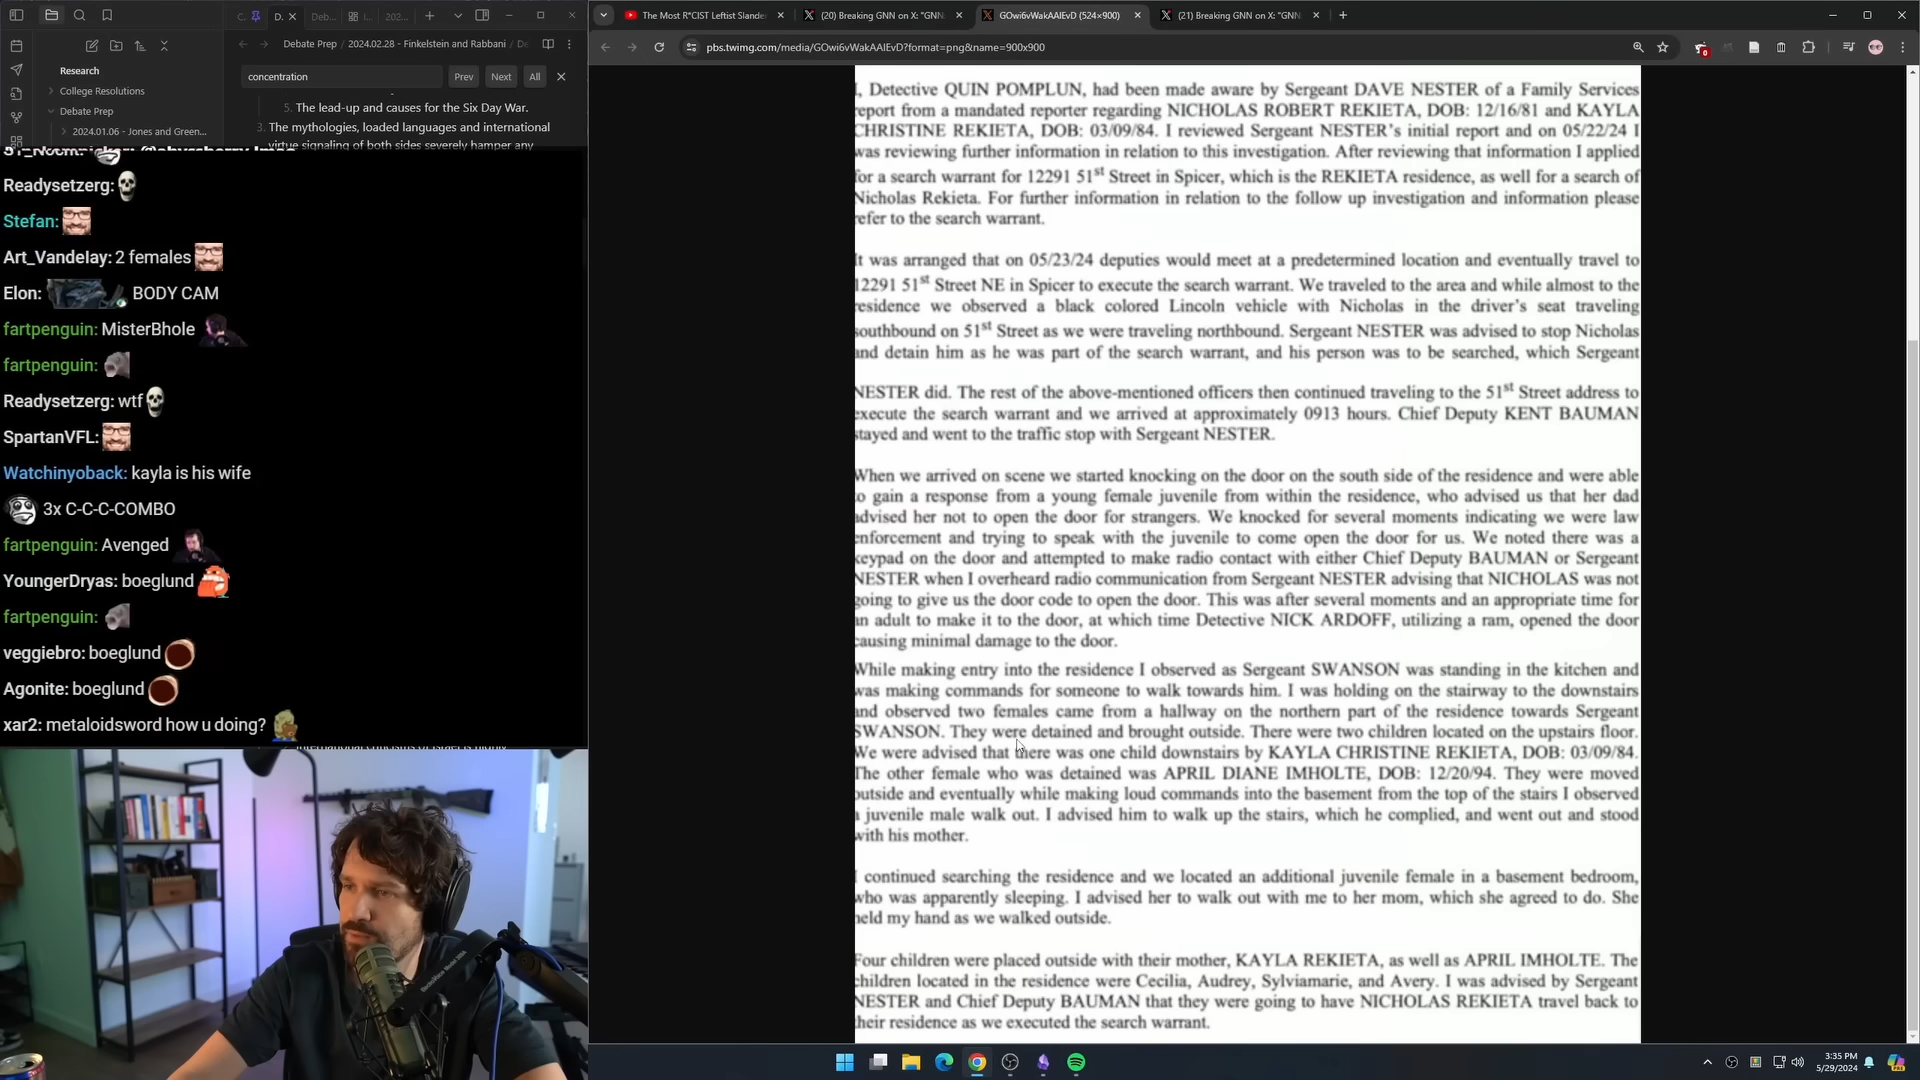 C..
D.
Deb...
202...
Debate Prep / 2024.02.28 - Finkelstein and Rabbani / De
Research
College Resolutions
Debate Prep
2024.01.06 - Jones and Green...
concentration
Prev
Next
All
5. The lead-up and causes for the Six Day War.
3. The mythologies, loaded languages and international
virtue signaling of both sides severely hamper any
Readysetzerg:
Stefan:
Art_Vandelay: 2 females
Elon: BODY CAM
fartpenguin: MisterBhole
fartpenguin:
Readysetzerg: wtf
SpartanVFL:
Watchinyoback: kayla is his wife
3x C-C-C-COMBO
fartpenguin: Avenged
YoungerDryas: boeglund
fartpenguin:
veggiebro: boeglund
Agonite: boeglund
xar2: metaloidsword how u doing?
The Most R*CIST Leftist Slander
(20) Breaking GNN on X: "GNN
GOwi6vWakAAlEvD (524×900)
(21) Breaking GNN on X: "GNN
pbs.twimg.com/media/GOwi6vWakAAlEvD?format=png&name=900x900
I, Detective QUIN POMPLUN, had been made aware by Sergeant DAVE NESTER of a Family Services
report from a mandated reporter regarding NICHOLAS ROBERT REKIETA, DOB: 12/16/81 and KAYLA
CHRISTINE REKIETA, DOB: 03/09/84. I reviewed Sergeant NESTER's initial report and on 05/22/24 I
was reviewing further information in relation to this investigation. After reviewing that information I applied
for a search warrant for 12291 51st Street in Spicer, which is the REKIETA residence, as well for a search of
Nicholas Rekieta. For further information in relation to the follow up investigation and information please
refer to the search warrant.
It was arranged that on 05/23/24 deputies would meet at a predetermined location and eventually travel to
12291 51st Street NE in Spicer to execute the search warrant. We traveled to the area and while almost to the
residence we observed a black colored Lincoln vehicle with Nicholas in the driver's seat traveling
southbound on 51st Street as we were traveling northbound. Sergeant NESTER was advised to stop Nicholas
and detain him as he was part of the search warrant, and his person was to be searched, which Sergeant
NESTER did. The rest of the above-mentioned officers then continued traveling to the 51st Street address to
execute the search warrant and we arrived at approximately 0913 hours. Chief Deputy KENT BAUMAN
stayed and went to the traffic stop with Sergeant NESTER.
When we arrived on scene we started knocking on the door on the south side of the residence and were able
to gain a response from a young female juvenile from within the residence, who advised us that her dad
advised her not to open the door for strangers. We knocked for several moments indicating we were law
enforcement and trying to speak with the juvenile to come open the door for us. We noted there was a
keypad on the door and attempted to make radio contact with either Chief Deputy BAUMAN or Sergeant
NESTER when I overheard radio communication from Sergeant NESTER advising that NICHOLAS was not
going to give us the door code to open the door. This was after several moments and an appropriate time for
an adult to make it to the door, at which time Detective NICK ARDOFF, utilizing a ram, opened the door
causing minimal damage to the door.
While making entry into the residence I observed as Sergeant SWANSON was standing in the kitchen and
was making commands for someone to walk towards him. I was holding on the stairway to the downstairs
and observed two females came from a hallway on the northern part of the residence towards Sergeant
SWANSON. They were detained and brought outside. There were two children located on the upstairs floor.
We were advised that there was one child downstairs by KAYLA CHRISTINE REKIETA, DOB: 03/09/84.
The other female who was detained was APRIL DIANE IMHOLTE, DOB: 12/20/94. They were moved
outside and eventually while making loud commands into the basement from the top of the stairs I observed
a juvenile male walk out. I advised him to walk up the stairs, which he complied, and went out and stood
with his mother.
I continued searching the residence and we located an additional juvenile female in a basement bedroom,
who was apparently sleeping. I advised her to walk out with me to her mom, which she agreed to do. She
held my hand as we walked outside.
Four children were placed outside with their mother, KAYLA REKIETA, as well as APRIL IMHOLTE. The
children located in the residence were Cecilia, Audrey, Sylviamarie, and Avery. I was advised by Sergeant
NESTER and Chief Deputy BAUMAN that they were going to have NICHOLAS REKIETA travel back to
their residence as we executed the search warrant.
3:35 PM
5/29/2024